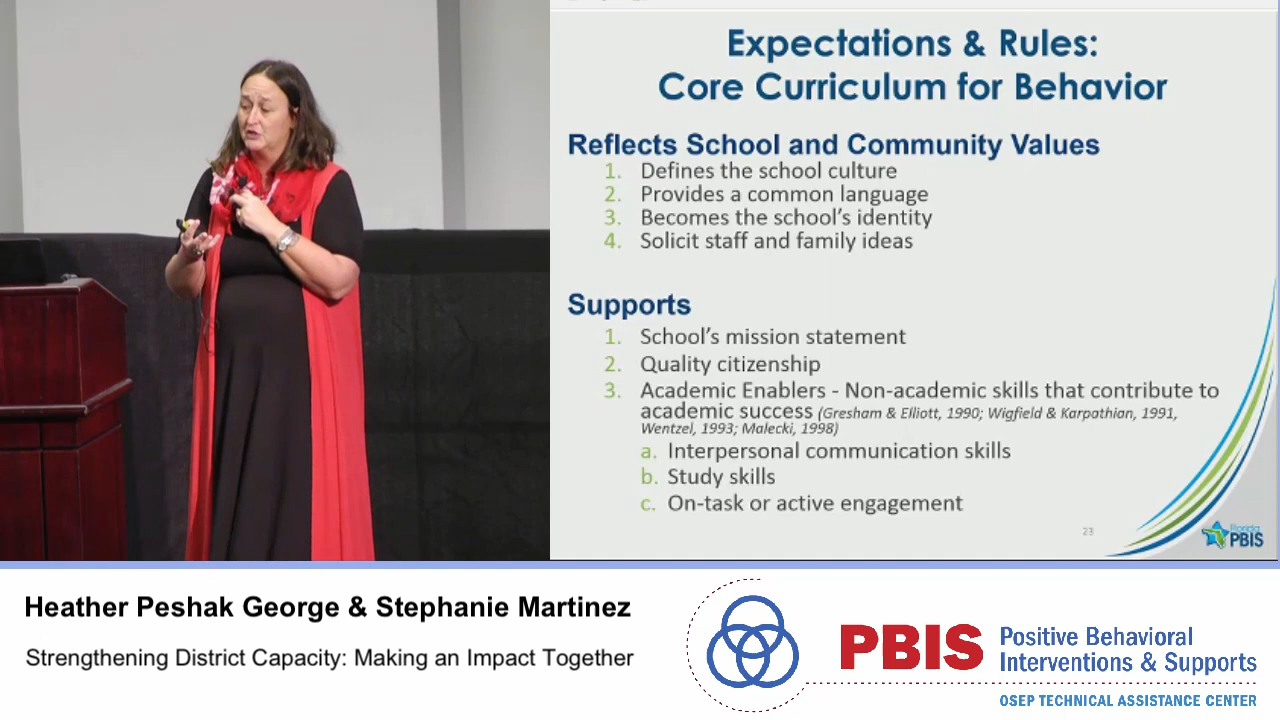 Expectations & Rules:
Core Curriculum for Behavior
Reflects School and Community Values
1. Defines the school culture
2. Provides a common language
3. Becomes the school's identity
4. Solicit staff and family ideas
Supports
1. School's mission statement
2. Quality citizenship
3. Academic Enablers - Non-academic skills that contribute to
academic success (Gresham & Elliott, 1990; Wigfield & Karpathian, 1991,
Wentzel, 1993; Malecki, 1998)
a. Interpersonal communication skills
b. Study skills
c. On-task or active engagement
23
Florida
PBIS
Heather Peshak George & Stephanie Martinez
Strengthening District Capacity: Making an Impact Together
PBIS
Positive Behavioral
Interventions & Supports
OSEP TECHNICAL ASSISTANCE CENTER